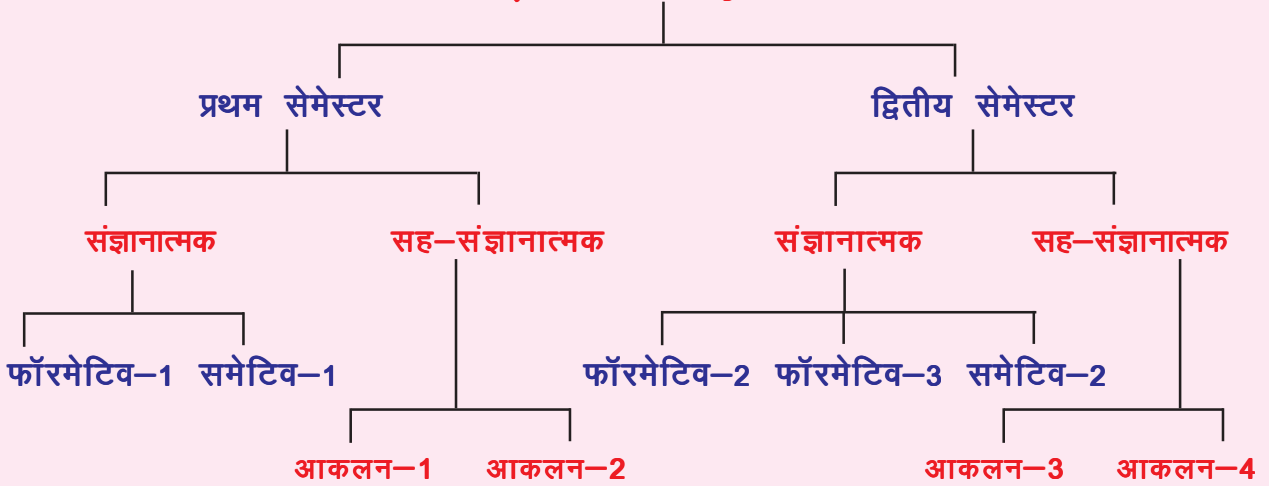 प्रथम सेमेस्टर द्वितीय सेमेस्टर
संज्ञानात्मक सह–संज्ञानात्मक संज्ञानात्मक सह–संज्ञानात्मक
फॉरमेटिव–1 समेटिव–1 फॉरमेटिव–2 फॉरमेटिव–3 समेटिव–2
आकलन–1 आकलन–2 आकलन–3 आकलन–4